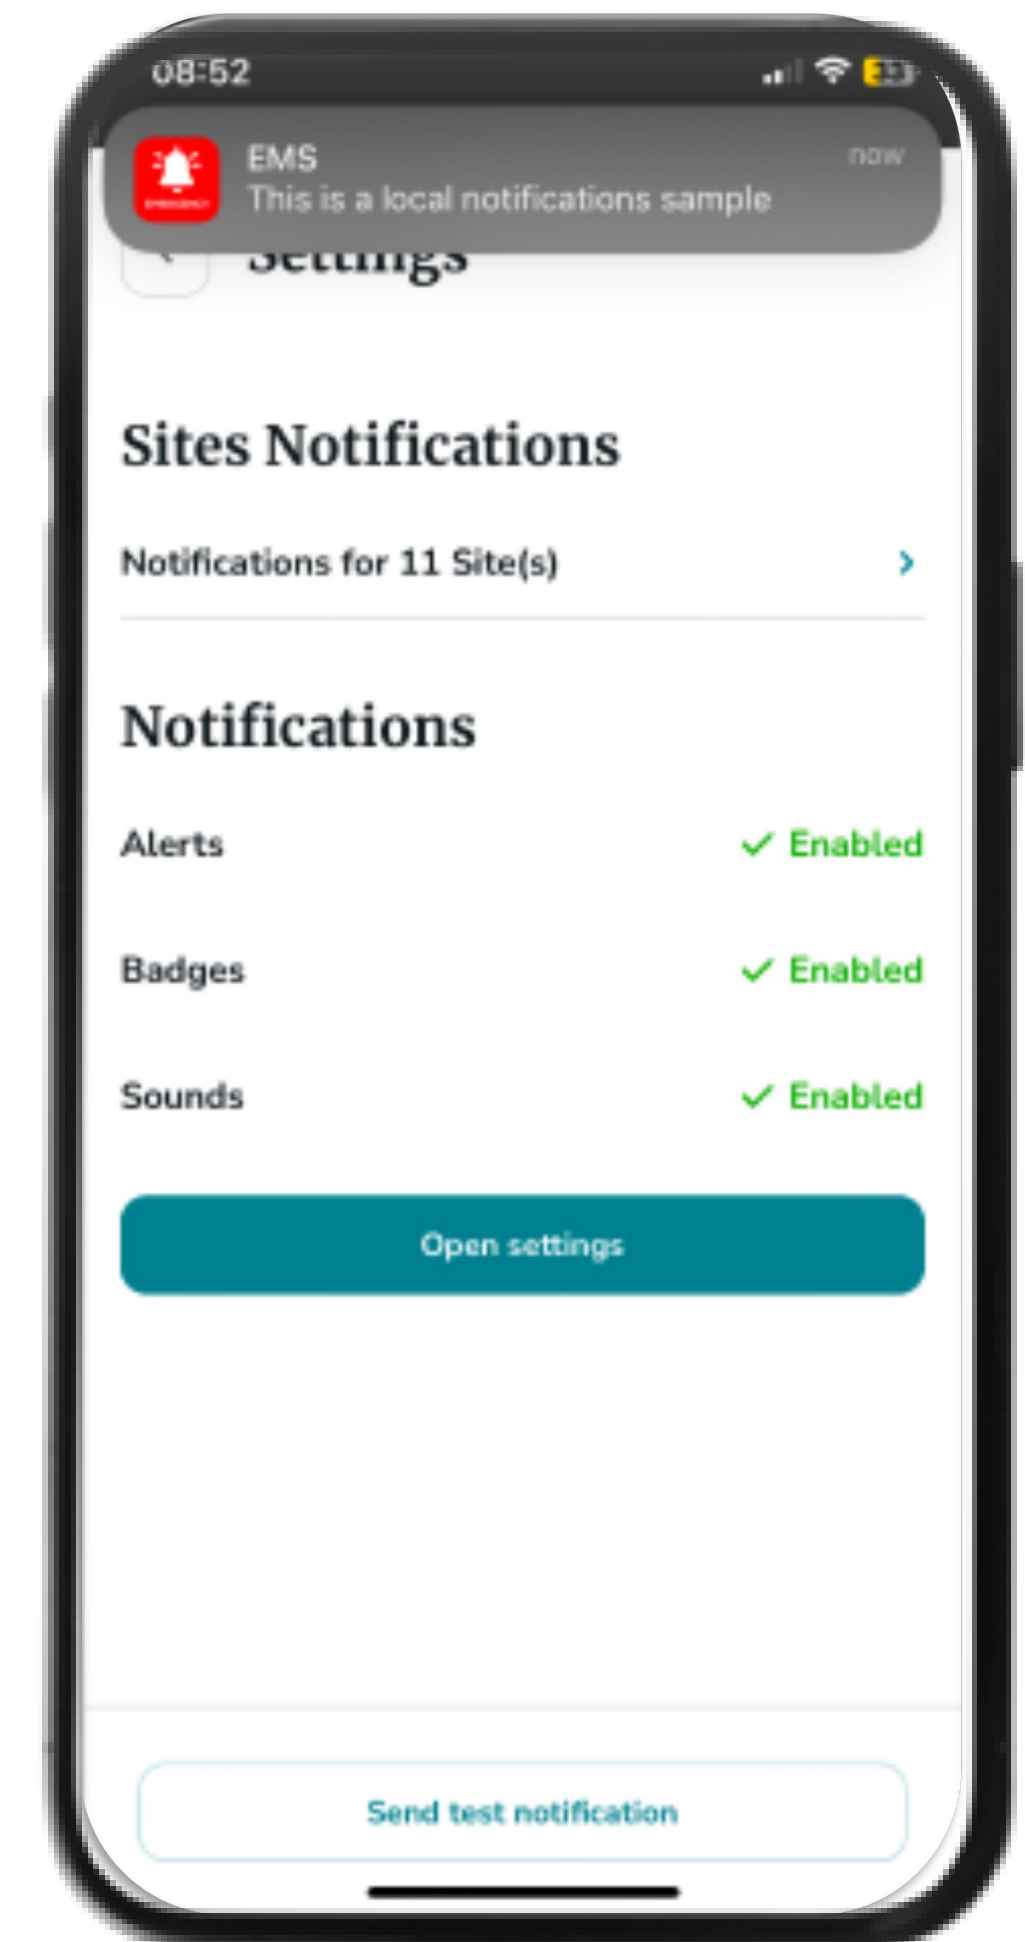 08:52
EMS
now
This is a local notifications sample
Settings
Sites Notifications
Notifications for 11 Site(s)
Notifications
Alerts
Enabled
Badges
Enabled
Sounds
Enabled
Open settings
Send test notification